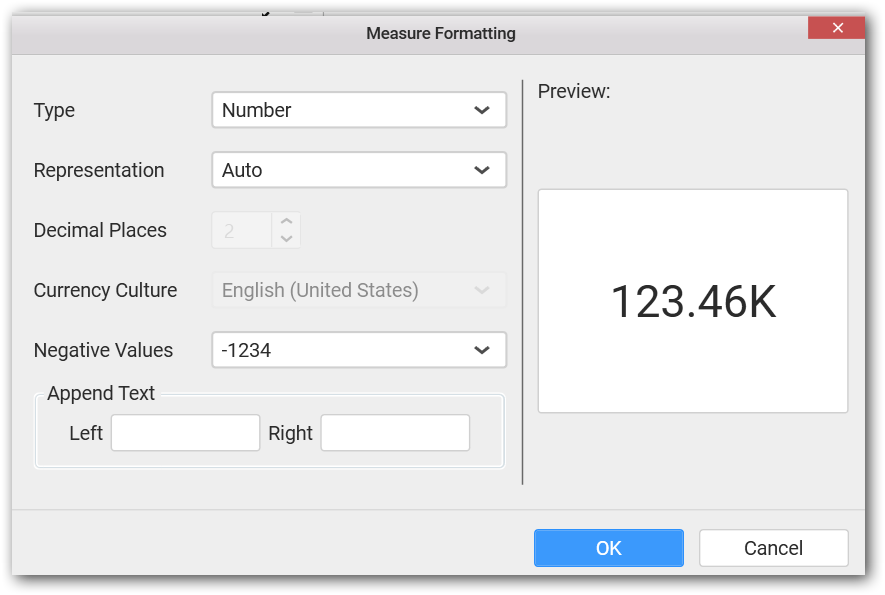 Measure Formatting
Type Number
Preview:
Representation Auto
Decimal Places 2
Currency Culture English (United States)
123.46K
Negative Values -1234
Append Text
Left Right
OK Cancel